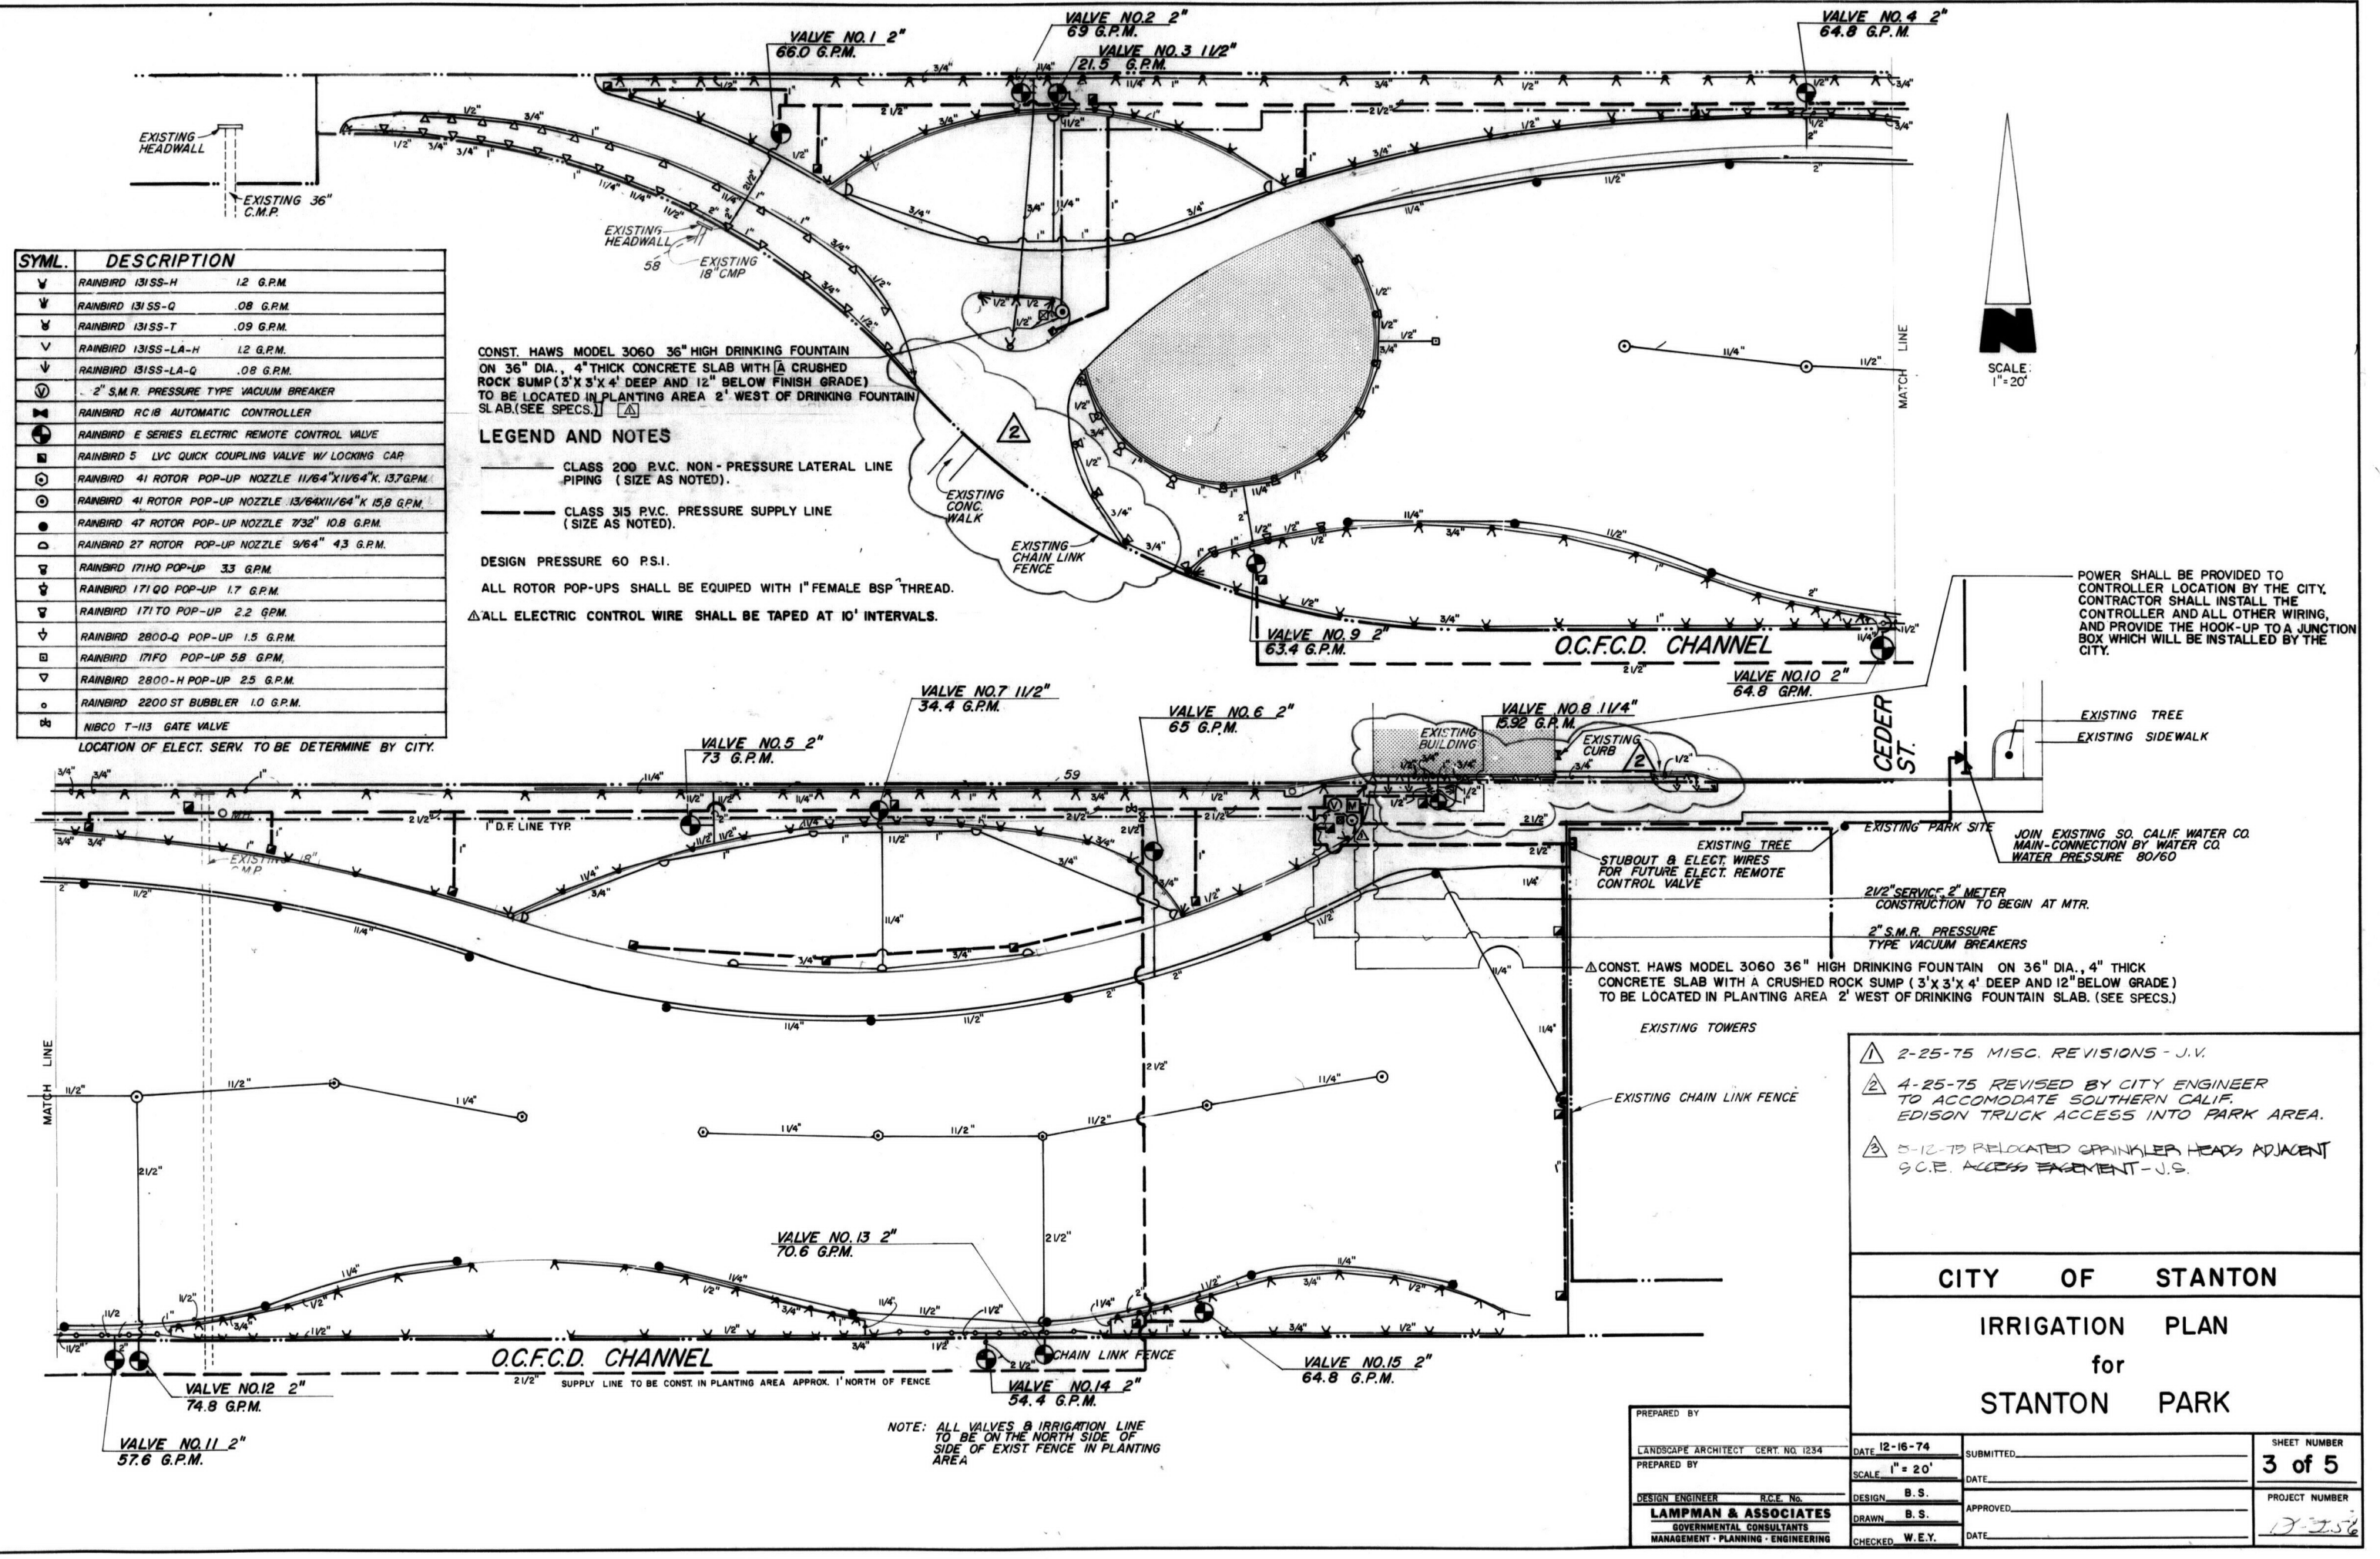 VALVE NO.1 2"
66.0 G.P.M.
VALVE NO.2 2"
69 G.P.M.
VALVE NO.3 11/2"
21.5 G.P.M.
VALVE NO.4 2"
64.8 G.P.M.
EXISTING
HEADWALL
EXISTING 36"
C.M.P.
EXISTING
HEADWALL
58
EXISTING
18" CMP
SYML. DESCRIPTION
RAINBIRD 131SS-H 1.2 G.P.M.
RAINBIRD 131SS-Q .08 G.P.M.
RAINBIRD 131SS-T .09 G.P.M.
RAINBIRD 131SS-LA-H 1.2 G.P.M.
RAINBIRD 131SS-LA-Q .08 G.P.M.
2" S.M.R. PRESSURE TYPE VACUUM BREAKER
RAINBIRD RC18 AUTOMATIC CONTROLLER
RAINBIRD E SERIES ELECTRIC REMOTE CONTROL VALVE
RAINBIRD 5 LVC QUICK COUPLING VALVE W/ LOCKING CAP.
RAINBIRD 41 ROTOR POP-UP NOZZLE 11/64"X11/64"K. 13.7G.P.M.
RAINBIRD 41 ROTOR POP-UP NOZZLE 13/64X11/64"K 15,8 G.P.M.
RAINBIRD 47 ROTOR POP-UP NOZZLE 7/32" 10.8 G.P.M.
RAINBIRD 27 ROTOR POP-UP NOZZLE 9/64" 4.3 G.P.M.
RAINBIRD 171HO POP-UP 3.3 G.P.M.
RAINBIRD 171QO POP-UP 1.7 G.P.M.
RAINBIRD 171TO POP-UP 2.2 GPM.
RAINBIRD 2800-Q POP-UP 1.5 G.P.M.
RAINBIRD 171FO POP-UP 5.8 G.P.M,
RAINBIRD 2800-H POP-UP 2.5 G.P.M.
RAINBIRD 2200 ST BUBBLER 1.0 G.P.M.
NIBCO T-113 GATE VALVE
LOCATION OF ELECT. SERV. TO BE DETERMINE BY CITY.
CONST. HAWS MODEL 3060 36" HIGH DRINKING FOUNTAIN
ON 36" DIA., 4" THICK CONCRETE SLAB WITH A CRUSHED
ROCK SUMP (3'X 3'X 4' DEEP AND 12" BELOW FINISH GRADE)
TO BE LOCATED IN PLANTING AREA 2' WEST OF DRINKING FOUNTAIN
SLAB.(SEE SPECS.)
LEGEND AND NOTES
CLASS 200 P.V.C. NON-PRESSURE LATERAL LINE
PIPING (SIZE AS NOTED).
CLASS 315 P.V.C. PRESSURE SUPPLY LINE
(SIZE AS NOTED).
DESIGN PRESSURE 60 P.S.I.
ALL ROTOR POP-UPS SHALL BE EQUIPED WITH 1" FEMALE BSP THREAD.
ALL ELECTRIC CONTROL WIRE SHALL BE TAPED AT 10' INTERVALS.
2
EXISTING
CONC.
WALK
EXISTING
CHAIN LINK
FENCE
VALVE NO.9 2"
63.4 G.P.M.
O.C.F.C.D. CHANNEL
VALVE NO.10 2"
64.8 GPM.
MATCH LINE
SCALE:
1"=20'
POWER SHALL BE PROVIDED TO
CONTROLLER LOCATION BY THE CITY.
CONTRACTOR SHALL INSTALL THE
CONTROLLER AND ALL OTHER WIRING,
AND PROVIDE THE HOOK-UP TO A JUNCTION
BOX WHICH WILL BE INSTALLED BY THE
CITY.
CEDER
ST.
EXISTING TREE
EXISTING SIDEWALK
VALVE NO.5 2"
73 G.P.M.
VALVE NO.7 11/2"
34.4 G.P.M.
VALVE NO.6 2"
65 G.P.M.
VALVE NO.8 11/4"
15.92 G.P.M.
EXISTING
BUILDING
EXISTING
CURB
2
59
M.H.
1" D.F. LINE TYP.
EXISTING 18"
EXISTING PARK SITE
EXISTING TREE
STUBOUT & ELECT. WIRES
FOR FUTURE ELECT. REMOTE
CONTROL VALVE
JOIN EXISTING SO. CALIF. WATER CO.
MAIN-CONNECTION BY WATER CO.
WATER PRESSURE 80/60
21/2" SERVICE 2" METER
CONSTRUCTION TO BEGIN AT MTR.
2" S.M.R. PRESSURE
TYPE VACUUM BREAKERS
CONST. HAWS MODEL 3060 36" HIGH DRINKING FOUNTAIN ON 36" DIA., 4" THICK
CONCRETE SLAB WITH A CRUSHED ROCK SUMP (3'X 3'X 4' DEEP AND 12" BELOW GRADE)
TO BE LOCATED IN PLANTING AREA 2' WEST OF DRINKING FOUNTAIN SLAB. (SEE SPECS.)
EXISTING TOWERS
EXISTING CHAIN LINK FENCE
MATCH LINE
VALVE NO.13 2"
70.6 G.P.M.
O.C.F.C.D. CHANNEL
CHAIN LINK FENCE
21/2" SUPPLY LINE TO BE CONST. IN PLANTING AREA APPROX. 1' NORTH OF FENCE
VALVE NO.12 2"
74.8 G.P.M.
VALVE NO.11 2"
57.6 G.P.M.
VALVE NO.14 2"
54.4 G.P.M.
VALVE NO.15 2"
64.8 G.P.M.
NOTE: ALL VALVES & IRRIGATION LINE
TO BE ON THE NORTH SIDE OF
SIDE OF EXIST FENCE IN PLANTING
AREA
1 2-25-75 MISC. REVISIONS - J.V.
2 4-25-75 REVISED BY CITY ENGINEER
TO ACCOMODATE SOUTHERN CALIF.
EDISON TRUCK ACCESS INTO PARK AREA.
3 5-12-75 RELOCATED SPRINKLER HEADS ADJACENT
S.C.E. ACCESS EASEMENT - J.S.
CITY OF STANTON
IRRIGATION PLAN
for
STANTON PARK
PREPARED BY
LANDSCAPE ARCHITECT CERT. NO. 1234
PREPARED BY
DESIGN ENGINEER R.C.E. No.
LAMPMAN & ASSOCIATES
GOVERNMENTAL CONSULTANTS
MANAGEMENT · PLANNING · ENGINEERING
DATE 12-16-74
SCALE 1" = 20'
DESIGN B.S.
DRAWN B.S.
CHECKED W.E.Y.
SUBMITTED
DATE
APPROVED
DATE
SHEET NUMBER
3 of 5
PROJECT NUMBER